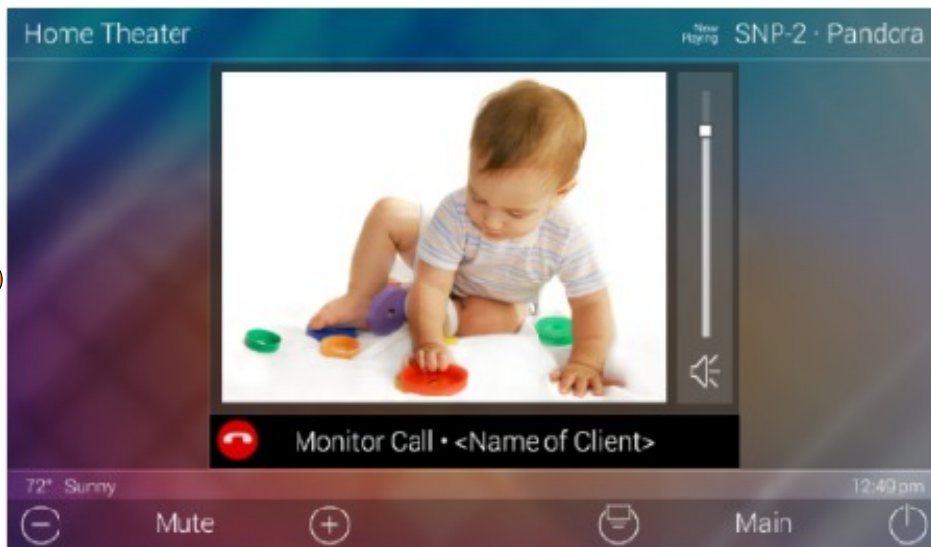 Home Theater
Now Playing SNP-2 · Pandora
Monitor Call • <Name of Client>
72° Sunny
12:49 pm
Mute
Main